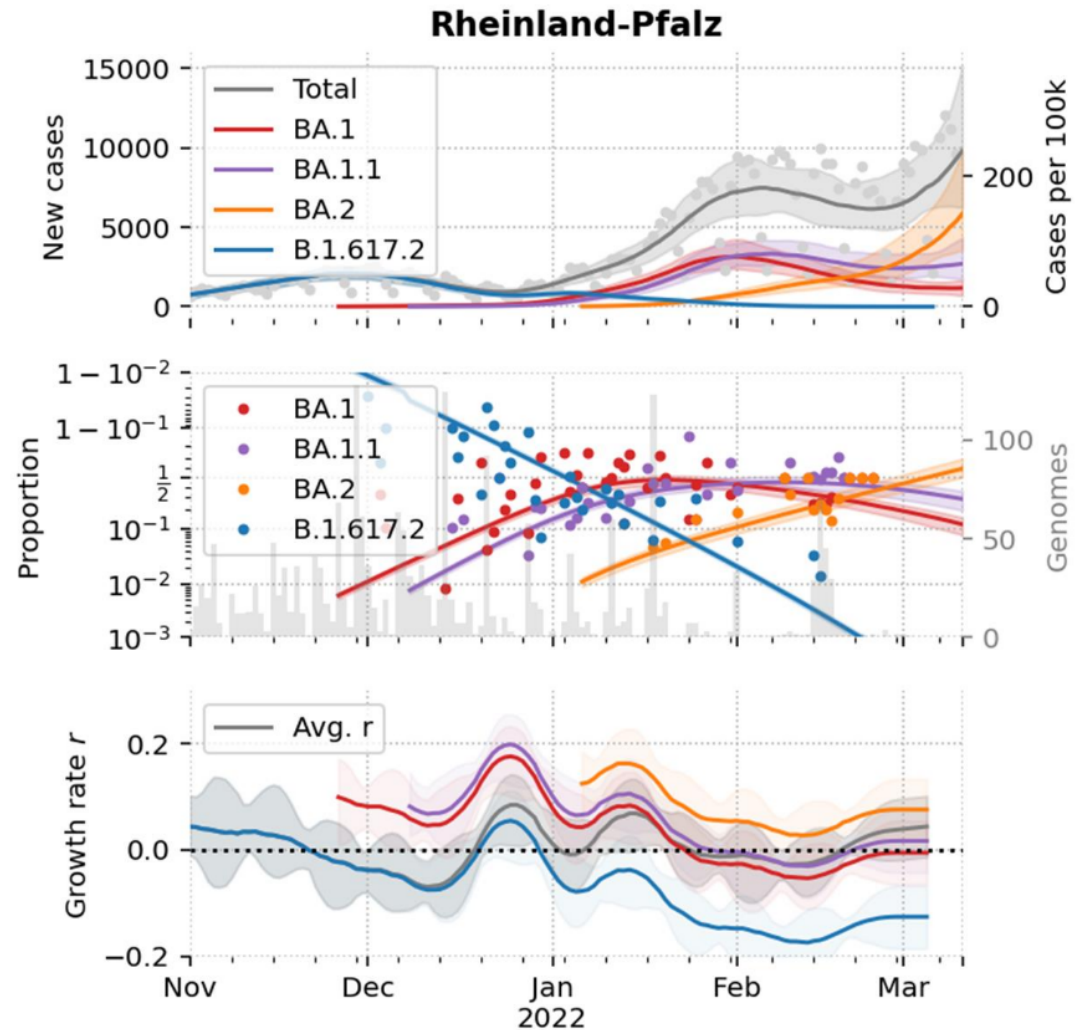 Rheinland-Pfalz
New cases
15000
10000
5000
0
Total
BA.1
BA.1.1
BA.2
B.1.617.2
Cases per 100k
200
0
Proportion
1 − 10⁻²
1 − 10⁻¹
1/2
10⁻¹
10⁻²
10⁻³
BA.1
BA.1.1
BA.2
B.1.617.2
Genomes
100
50
0
Growth rate r
0.2
0.0
−0.2
Avg. r
Nov Dec Jan Feb Mar
2022